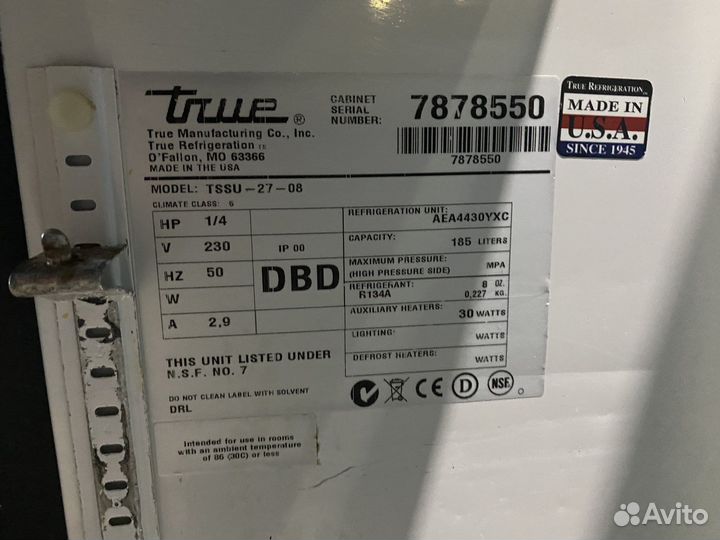 true ®
True Manufacturing Co., Inc.
True Refrigeration TM
O'Fallon, MO 63366
MADE IN THE USA
CABINET
SERIAL
NUMBER:
7878550
7878550
TRUE REFRIGERATION
MADE IN
U.S.A.
SINCE 1945
MODEL: TSSU-27-08
CLIMATE CLASS: 6
HP 1/4
V 230
HZ 50
W
A 2,9
IP 00
DBD
REFRIGERATION UNIT:
AEA4430YXC
CAPACITY: 185 LITERS
MAXIMUM PRESSURE:
(HIGH PRESSURE SIDE) MPA
REFRIGERANT: 8 OZ.
R134A 0,227 KG.
AUXILIARY HEATERS: 30 WATTS
LIGHTING: WATTS
DEFROST HEATERS: WATTS
THIS UNIT LISTED UNDER
N.S.F. NO. 7
DO NOT CLEAN LABEL WITH SOLVENT
DRL
CE D NSF.
Intended for use in rooms
with an ambient temperature
of 86 (30C) or less
Avito